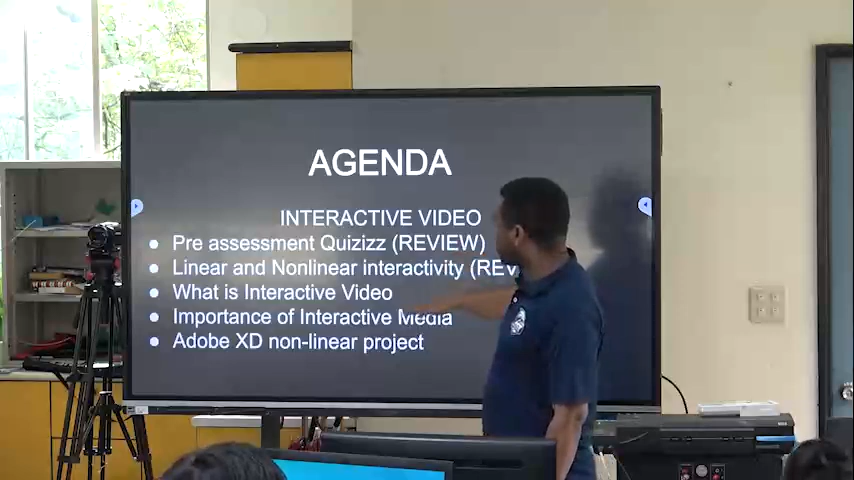 AGENDA
INTERACTIVE VIDEO
Pre assessment Quizizz (REVIEW)
Linear and Nonlinear interactivity (REV
What is Interactive Video
Importance of Interactive Media
Adobe XD non-linear project